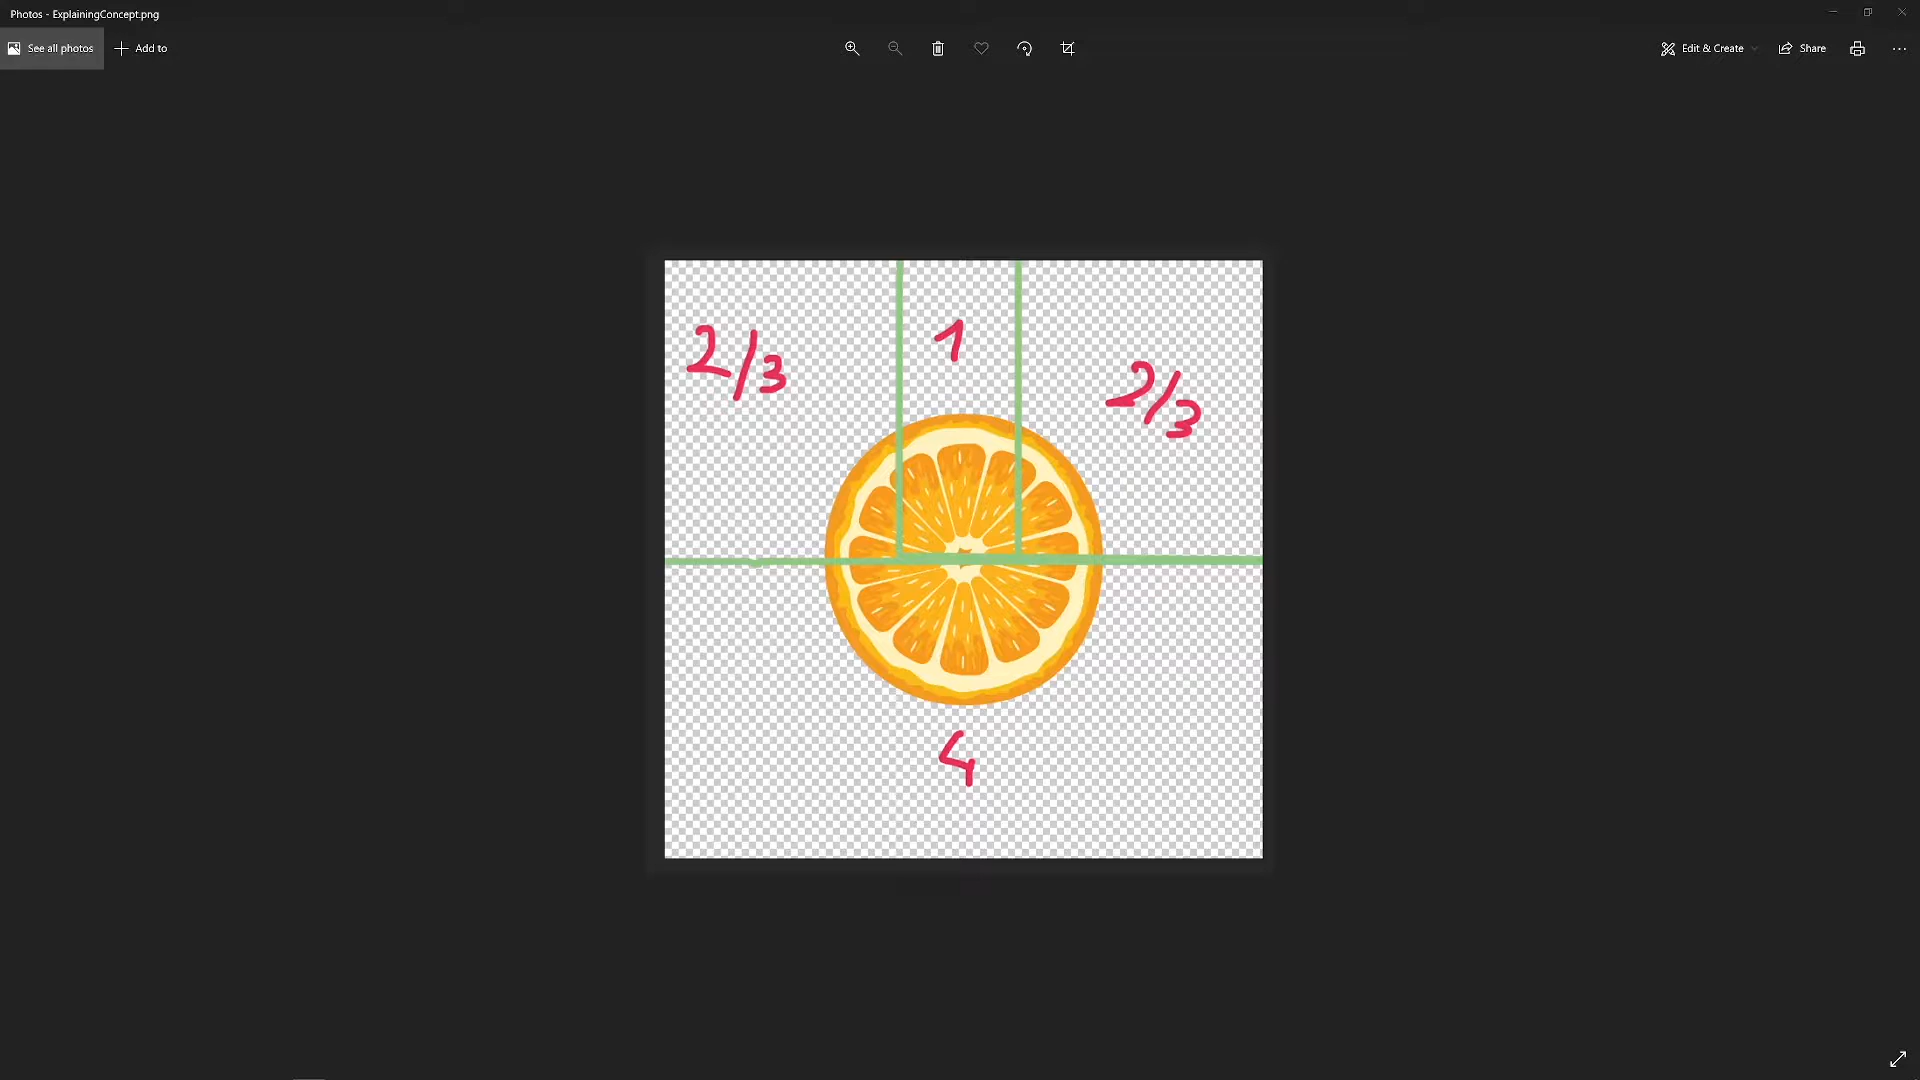 Photos - ExplainingConcept.png
See all photos
Add to
Edit & Create
Share
2/3
1
2/3
4